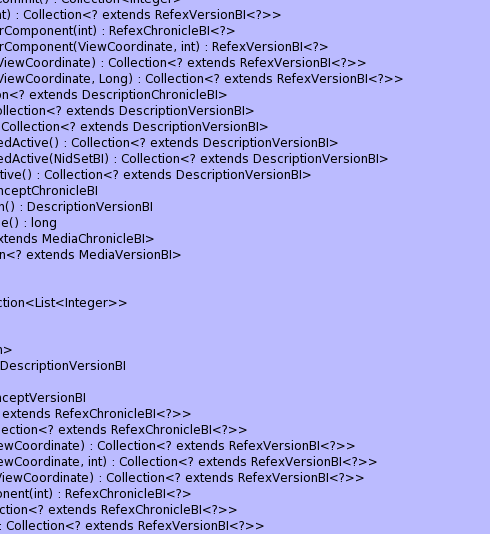 ommit() : Collection<Integer>
nt) : Collection<? extends RefexVersionBI<?>>
rComponent(int) : RefexChronicleBI<?>
rComponent(ViewCoordinate, int) : RefexVersionBI<?>
ViewCoordinate) : Collection<? extends RefexVersionBI<?>>
ViewCoordinate, Long) : Collection<? extends RefexVersionBI<?>>
on<? extends DescriptionChronicleBI>
ollection<? extends DescriptionVersionBI>
Collection<? extends DescriptionVersionBI>
edActive() : Collection<? extends DescriptionVersionBI>
edActive(NidSetBI) : Collection<? extends DescriptionVersionBI>
tive() : Collection<? extends DescriptionVersionBI>
nceptChronicleBI
n() : DescriptionVersionBI
e() : long
xtends MediaChronicleBI>
n<? extends MediaVersionBI>
ction<List<Integer>>
n>
DescriptionVersionBI
nceptVersionBI
extends RefexChronicleBI<?>>
ection<? extends RefexChronicleBI<?>>
ewCoordinate) : Collection<? extends RefexVersionBI<?>>
ewCoordinate, int) : Collection<? extends RefexVersionBI<?>>
ViewCoordinate) : Collection<? extends RefexVersionBI<?>>
onent(int) : RefexChronicleBI<?>
ction<? extends RefexChronicleBI<?>>
: Collection<? extends RefexVersionBI<?>>